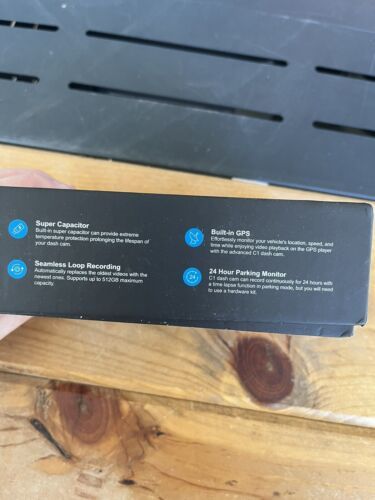 Super Capacitor
Built-in super capacitor can provide extreme
temperature protection prolonging the lifespan of
your dash cam.
Seamless Loop Recording
Automatically replaces the oldest videos with the
newest ones. Supports up to 512GB maximum
capacity.
Built-in GPS
Effortlessly monitor your vehicle's location, speed, and
time while enjoying video playback on the GPS player
with the advanced C1 dash cam.
24
24 Hour Parking Monitor
C1 dash cam can record continuously for 24 hours with
a time lapse function in parking mode, but you will need
to use a hardware kit.